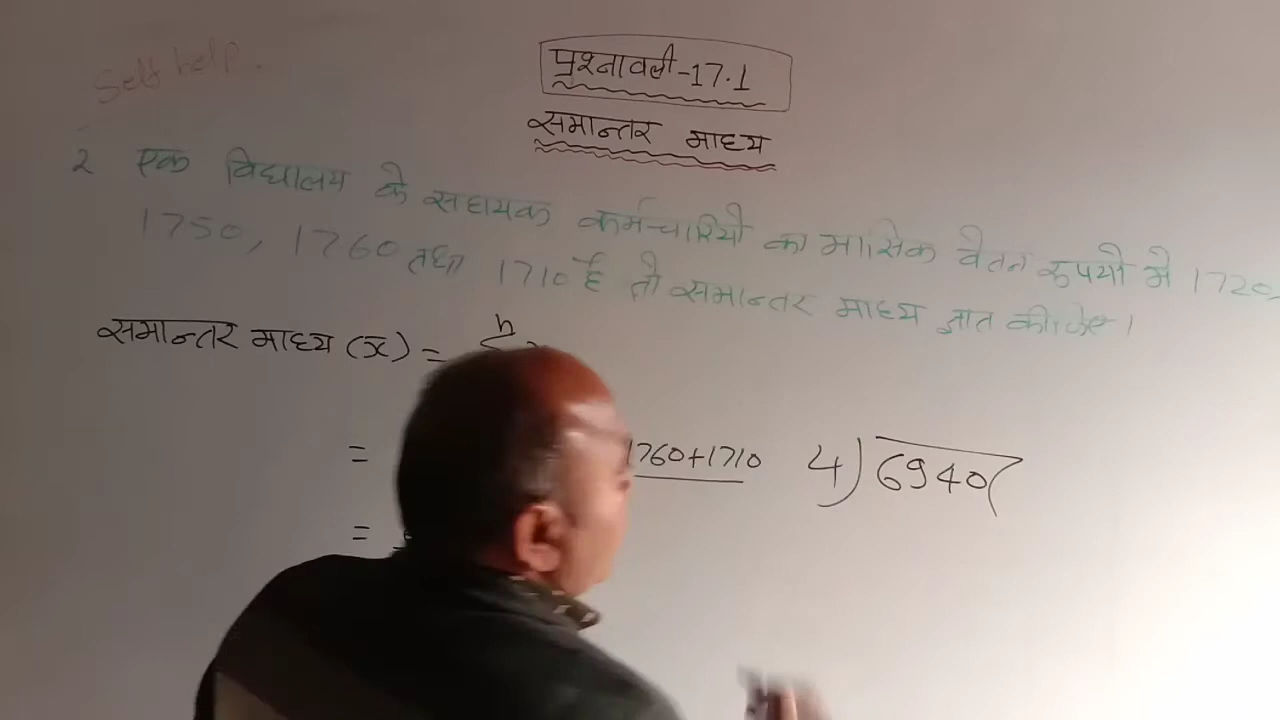 Self help.
प्रश्नावली-17.1
समान्तर माध्य
2 एक विद्यालय के सहायक कर्मचारियों का मासिक वेतन रुपयों में 1720,
1750, 1760 तथा 1710 है तो समान्तर माध्य ज्ञात कीजिए।
समान्तर माध्य (x̄) = n
= 1760+1710 4)6940(
=